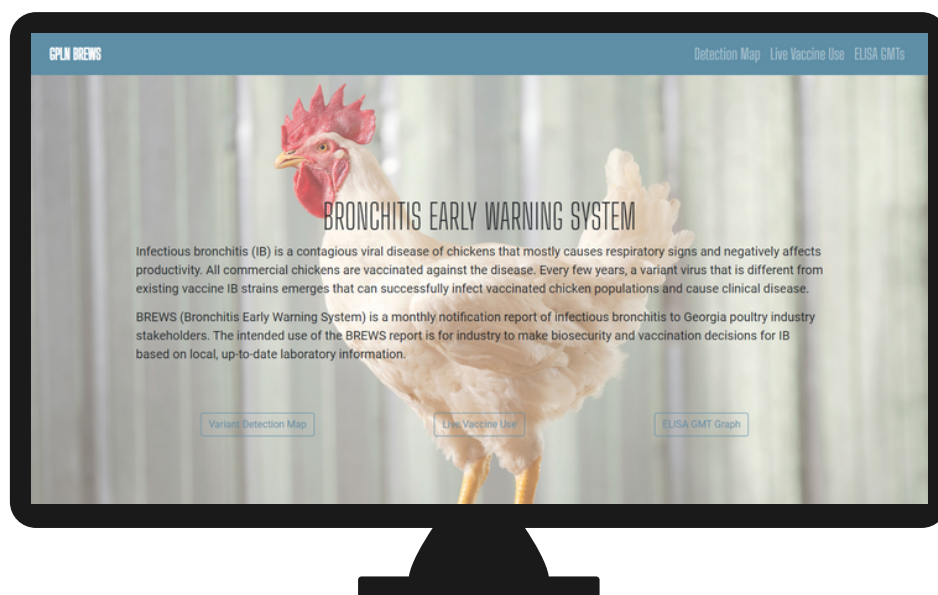 GPLN BREWS
Detection Map Live Vaccine Use ELISA GMTs
BRONCHITIS EARLY WARNING SYSTEM
Infectious bronchitis (IB) is a contagious viral disease of chickens that mostly causes respiratory signs and negatively affects
productivity. All commercial chickens are vaccinated against the disease. Every few years, a variant virus that is different from
existing vaccine IB strains emerges that can successfully infect vaccinated chicken populations and cause clinical disease.
BREWS (Bronchitis Early Warning System) is a monthly notification report of infectious bronchitis to Georgia poultry industry
stakeholders. The intended use of the BREWS report is for industry to make biosecurity and vaccination decisions for IB
based on local, up-to-date laboratory information.
Variant Detection Map Live Vaccine Use ELISA GMT Graph